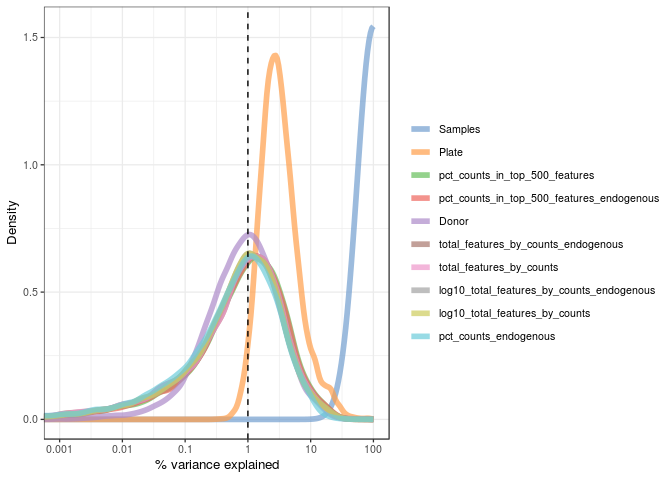 1.5
1.0
0.5
0.0
Density
0.001
0.01
0.1
1
10
100
% variance explained
Samples
Plate
pct_counts_in_top_500_features
pct_counts_in_top_500_features_endogenous
Donor
total_features_by_counts_endogenous
total_features_by_counts
log10_total_features_by_counts_endogenous
log10_total_features_by_counts
pct_counts_endogenous